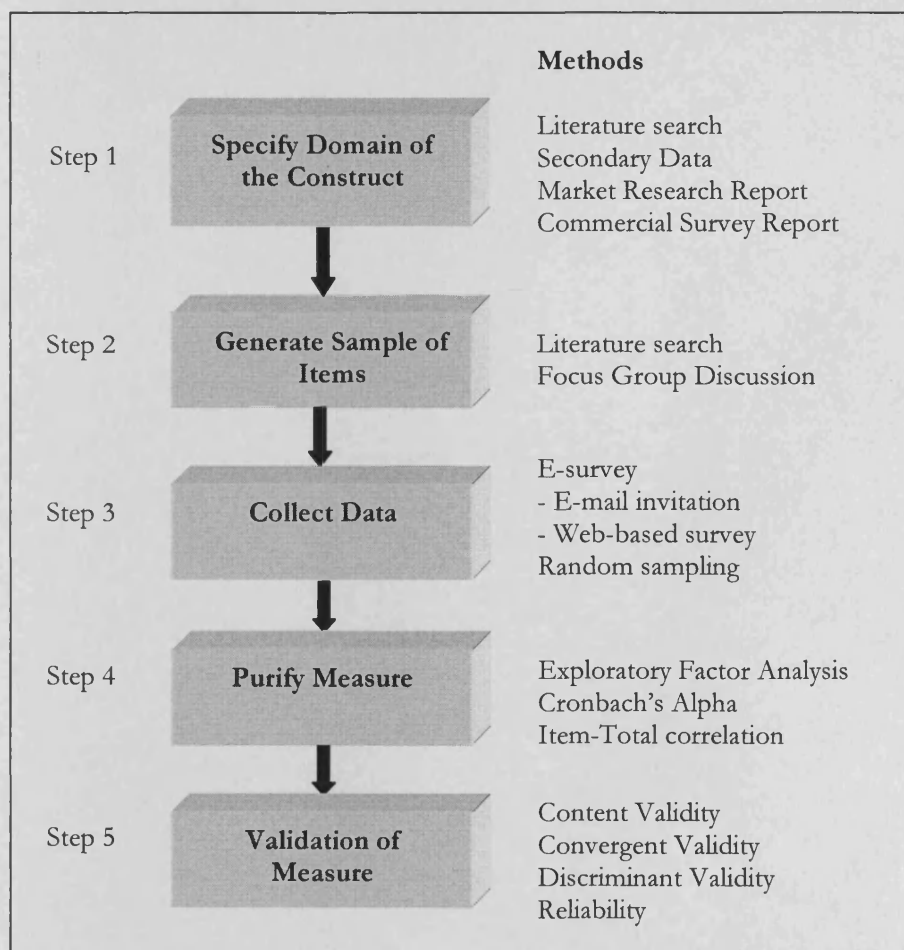 Methods
Step 1
Specify Domain of
the Construct
Literature search
Secondary Data
Market Research Report
Commercial Survey Report
Step 2
Generate Sample of
Items
Literature search
Focus Group Discussion
Step 3
Collect Data
E-survey
- E-mail invitation
- Web-based survey
Random sampling
Step 4
Purify Measure
Exploratory Factor Analysis
Cronbach's Alpha
Item-Total correlation
Step 5
Validation of
Measure
Content Validity
Convergent Validity
Discriminant Validity
Reliability